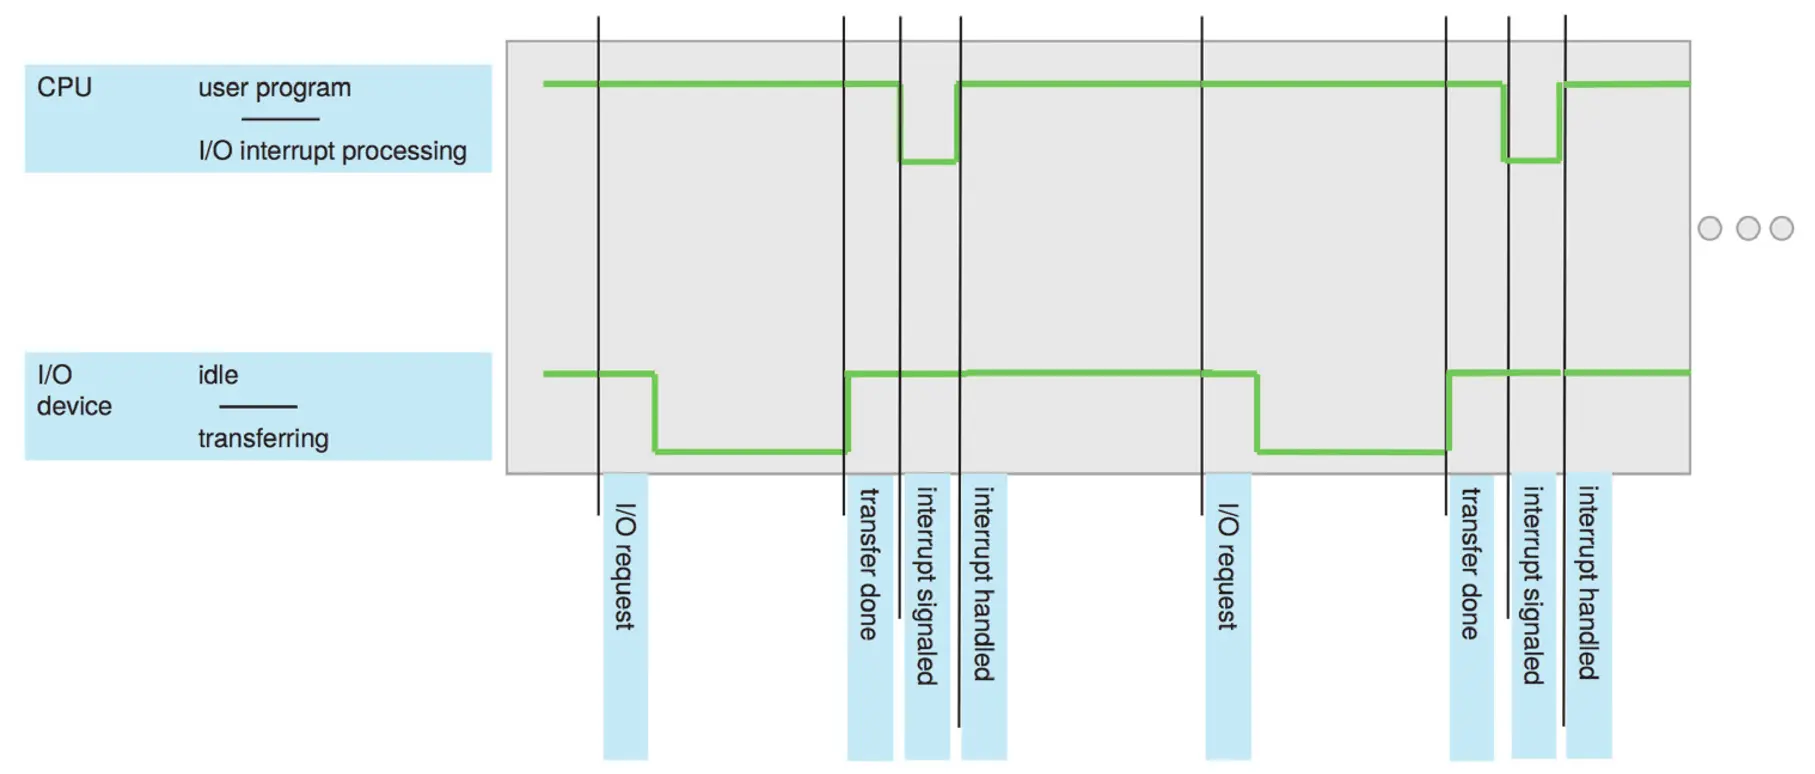 CPU
user program
I/O interrupt processing
I/O
device
idle
transferring
I/O request
transfer done
interrupt signaled
interrupt handled
I/O request
transfer done
interrupt signaled
interrupt handled